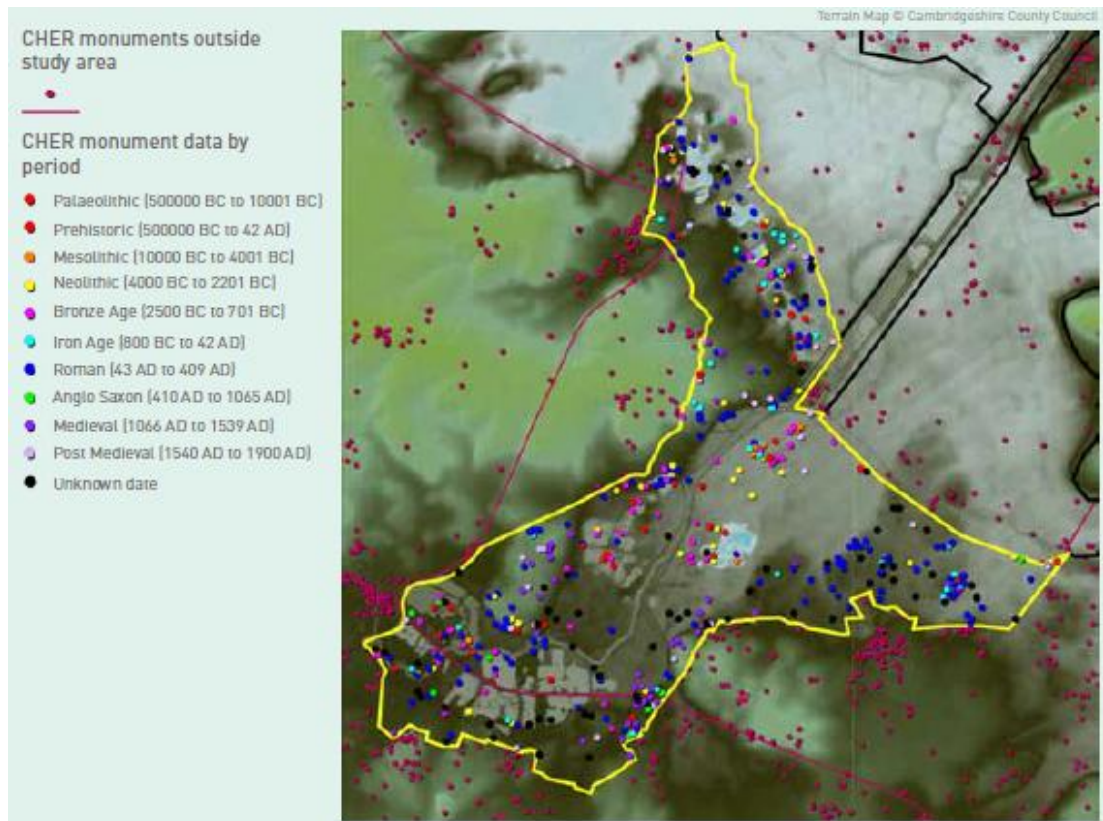 Terrain Map © Cambridgeshire County Council
CHER monuments outside
study area
CHER monument data by
period
Palaeolithic (500000 BC to 10001 BC)
Prehistoric (500000 BC to 42 AD)
Mesolithic (10000 BC to 4001 BC)
Neolithic (4000 BC to 2201 BC)
Bronze Age (2500 BC to 701 BC)
Iron Age (800 BC to 42 AD)
Roman (43 AD to 409 AD)
Anglo Saxon (410 AD to 1065 AD)
Medieval (1066 AD to 1539 AD)
Post Medieval (1540 AD to 1900 AD)
Unknown date